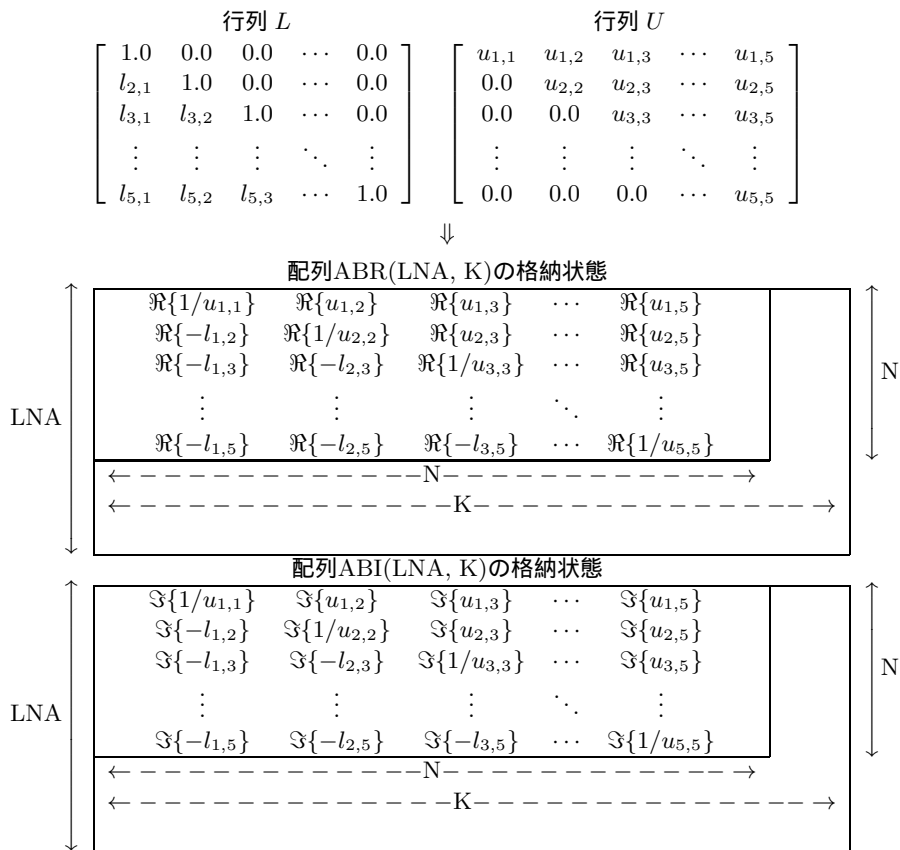 行列 L 行列 U
1.0 0.0 0.0 ⋯ 0.0 u1,1 u1,2 u1,3 ⋯ u1,5
l2,1 1.0 0.0 ⋯ 0.0 0.0 u2,2 u2,3 ⋯ u2,5
l3,1 l3,2 1.0 ⋯ 0.0 0.0 0.0 u3,3 ⋯ u3,5
⋮ ⋮ ⋮ ⋱ ⋮ ⋮ ⋮ ⋮ ⋱ ⋮
l5,1 l5,2 l5,3 ⋯ 1.0 0.0 0.0 0.0 ⋯ u5,5
⇓
配列ABR(LNA, K)の格納状態
ℜ{1/u1,1} ℜ{u1,2} ℜ{u1,3} ⋯ ℜ{u1,5}
ℜ{−l1,2} ℜ{1/u2,2} ℜ{u2,3} ⋯ ℜ{u2,5}
ℜ{−l1,3} ℜ{−l2,3} ℜ{1/u3,3} ⋯ ℜ{u3,5}
N
LNA
⋮ ⋮ ⋮ ⋱ ⋮
ℜ{−l1,5} ℜ{−l2,5} ℜ{−l3,5} ⋯ ℜ{1/u5,5}
N
K
配列ABI(LNA, K)の格納状態
ℑ{1/u1,1} ℑ{u1,2} ℑ{u1,3} ⋯ ℑ{u1,5}
ℑ{−l1,2} ℑ{1/u2,2} ℑ{u2,3} ⋯ ℑ{u2,5}
ℑ{−l1,3} ℑ{−l2,3} ℑ{1/u3,3} ⋯ ℑ{u3,5}
N
LNA
⋮ ⋮ ⋮ ⋱ ⋮
ℑ{−l1,5} ℑ{−l2,5} ℑ{−l3,5} ⋯ ℑ{1/u5,5}
N
K